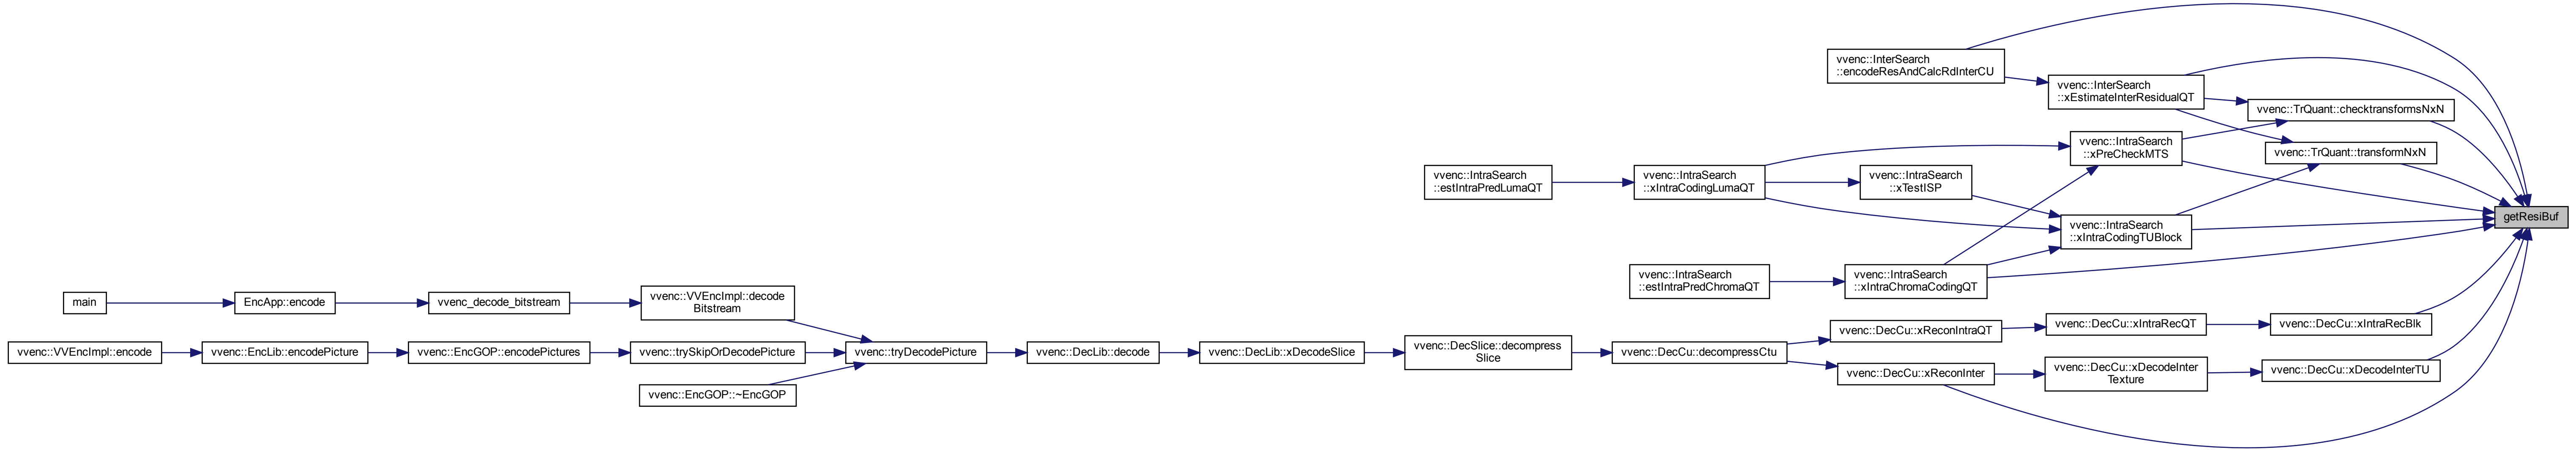 vvenc::InterSearch
::encodeResAndCalcRdInterCU
vvenc::InterSearch
::xEstimateInterResidualQT
vvenc::TrQuant::checktransformsNxN
vvenc::IntraSearch
::xPreCheckMTS
vvenc::TrQuant::transformNxN
vvenc::IntraSearch
::estIntraPredLumaQT
vvenc::IntraSearch
::xIntraCodingLumaQT
vvenc::IntraSearch
::xTestISP
getResiBuf
vvenc::IntraSearch
::xIntraCodingTUBlock
vvenc::IntraSearch
::estIntraPredChromaQT
vvenc::IntraSearch
::xIntraChromaCodingQT
main
EncApp::encode
vvenc_decode_bitstream
vvenc::VVEncImpl::decode
Bitstream
vvenc::DecCu::xReconIntraQT
vvenc::DecCu::xIntraRecQT
vvenc::DecCu::xIntraRecBlk
vvenc::VVEncImpl::encode
vvenc::EncLib::encodePicture
vvenc::EncGOP::encodePictures
vvenc::trySkipOrDecodePicture
vvenc::tryDecodePicture
vvenc::DecLib::decode
vvenc::DecLib::xDecodeSlice
vvenc::DecSlice::decompress
Slice
vvenc::DecCu::decompressCtu
vvenc::DecCu::xReconInter
vvenc::DecCu::xDecodeInter
Texture
vvenc::DecCu::xDecodeInterTU
vvenc::EncGOP::~EncGOP